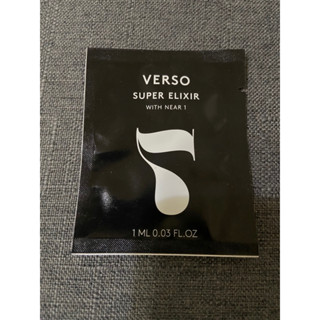 VERSO
SUPER ELIXIR
WITH NEAR 1
7
1 ML 0.03 FL.OZ